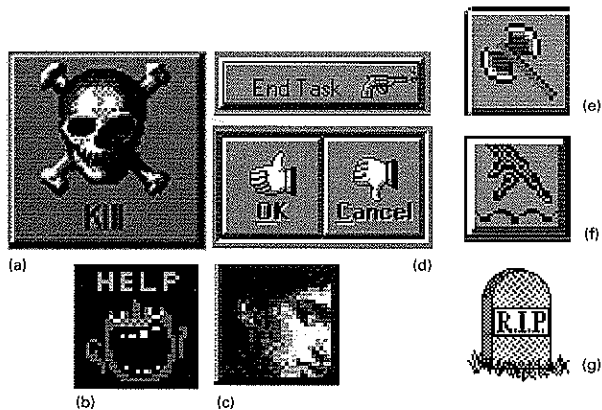 End Task
Kill
OK
Cancel
(a)
(d)
(e)
(f)
HELP
R.I.P.
(g)
(b)
(c)